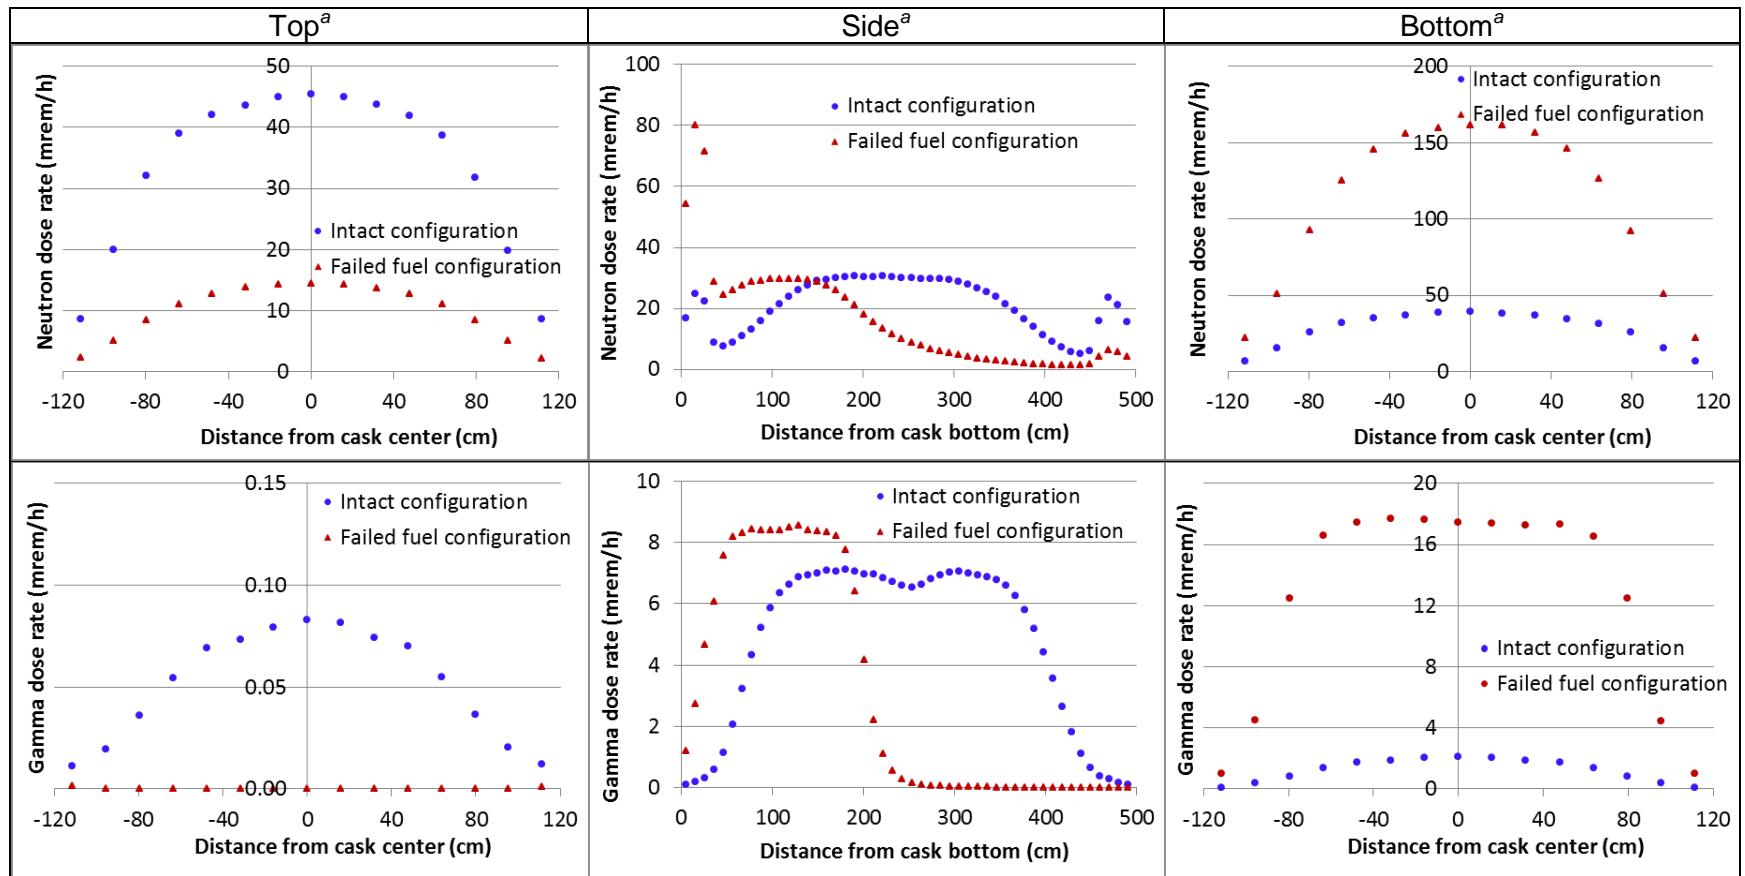 Topᵃ
Sideᵃ
Bottomᵃ
Neutron dose rate (mrem/h)
50
40
30
20
10
0
Intact configuration
Failed fuel configuration
-120 -80 -40 0 40 80 120
Distance from cask center (cm)
Neutron dose rate (mrem/h)
100
80
60
40
20
0
Intact configuration
Failed fuel configuration
0 100 200 300 400 500
Distance from cask bottom (cm)
Neutron dose rate (mrem/h)
200
150
100
50
0
Intact configuration
Failed fuel configuration
-120 -80 -40 0 40 80 120
Distance from cask center (cm)
Gamma dose rate (mrem/h)
0.15
0.10
0.05
0.00
Intact configuration
Failed fuel configuration
-120 -80 -40 0 40 80 120
Distance from cask center (cm)
Gamma dose rate (mrem/h)
10
8
6
4
2
0
Intact configuration
Failed fuel configuration
0 100 200 300 400 500
Distance from cask bottom (cm)
Gamma dose rate (mrem/h)
20
16
12
8
4
0
Intact configuration
Failed fuel configuration
-120 -80 -40 0 40 80 120
Distance from cask center (cm)